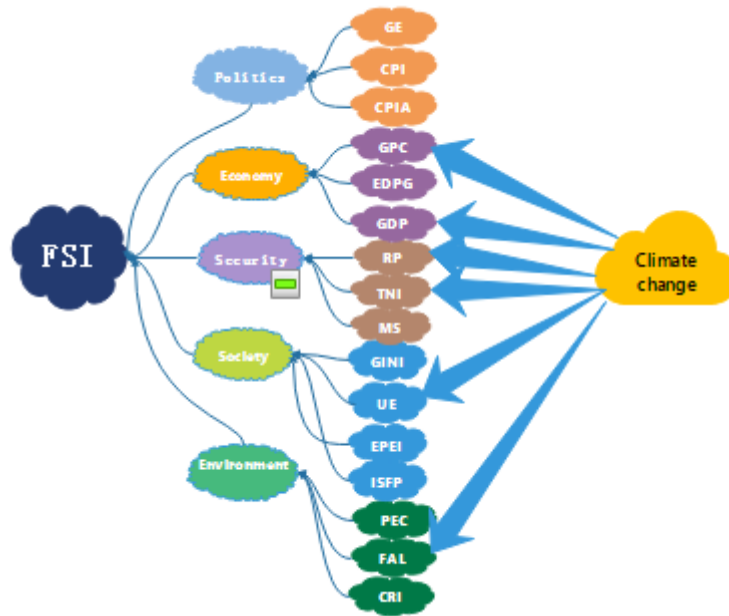 GE
CPI
CPIA
Politics
GPC
EDPG
GDP
Economy
FSI
Security
RP
TNI
MS
Climate
change
Society
GINI
UE
EPEI
ISFP
Environment
PEC
FAL
CRI